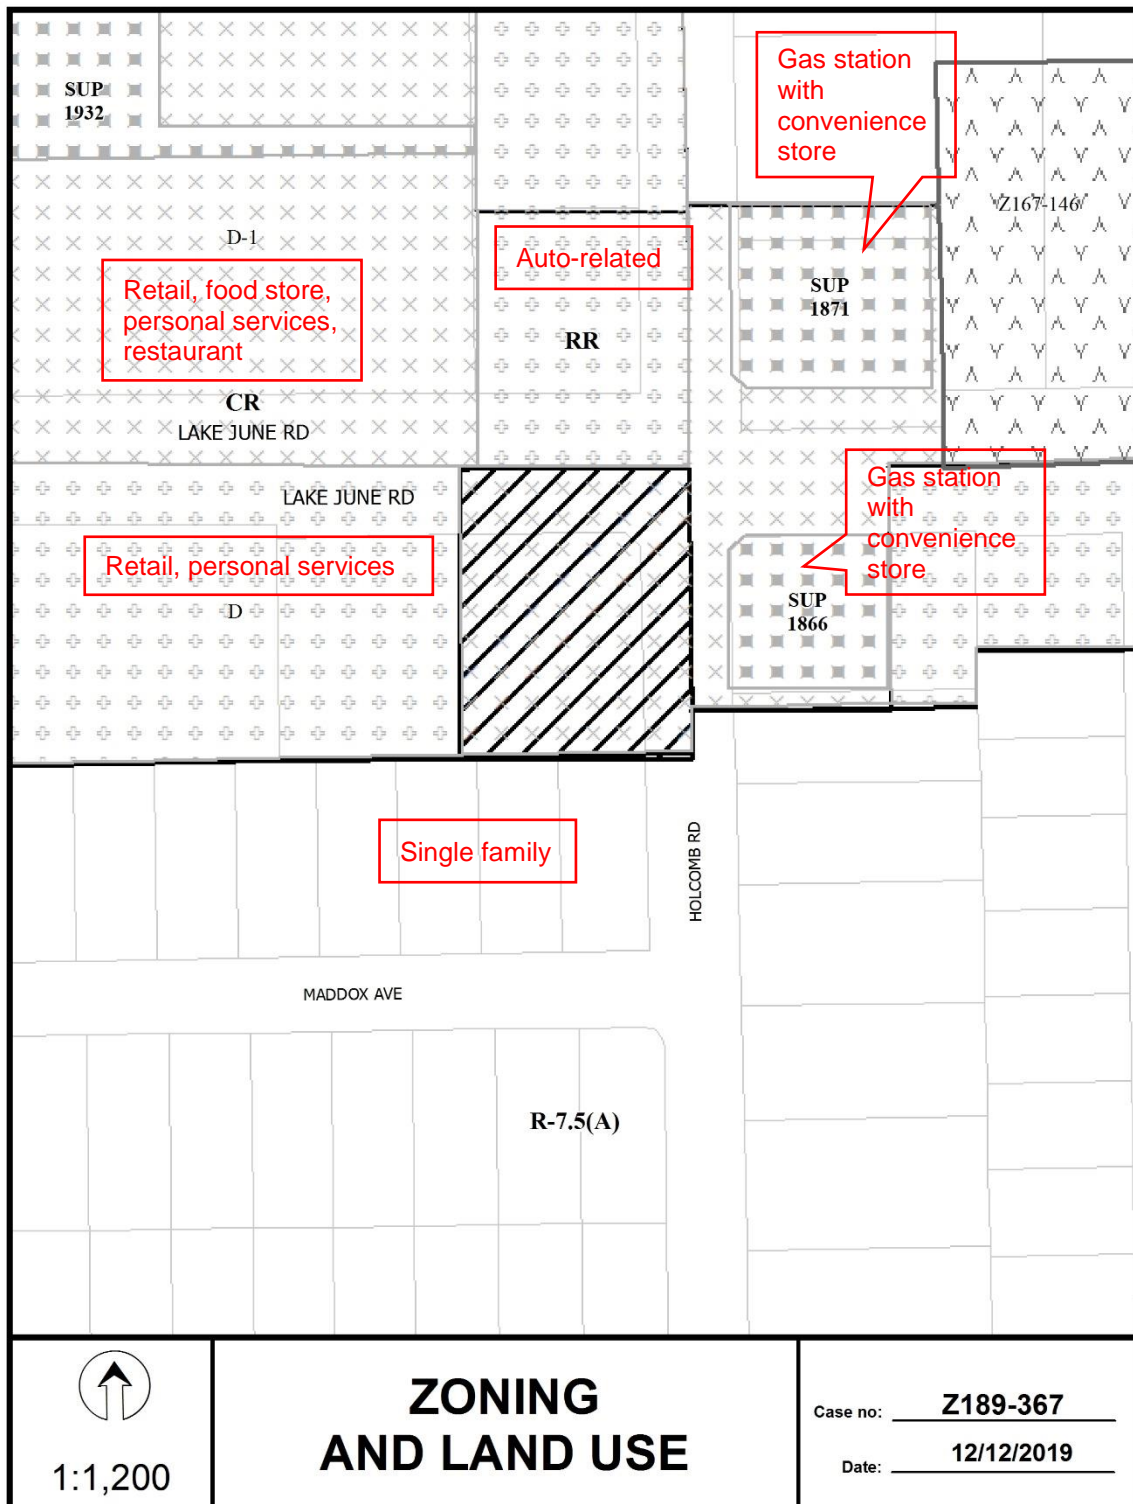 SUP
1932
Gas station
with
convenience
store
Z167-146
D-1
Auto-related
Retail, food store,
personal services,
restaurant
SUP
1871
RR
CR
LAKE JUNE RD
LAKE JUNE RD
Gas station
with
convenience
store
Retail, personal services
D
SUP
1866
Single family
HOLCOMB RD
MADDOX AVE
R-7.5(A)
1:1,200
ZONING
AND LAND USE
Case no: Z189-367
Date: 12/12/2019